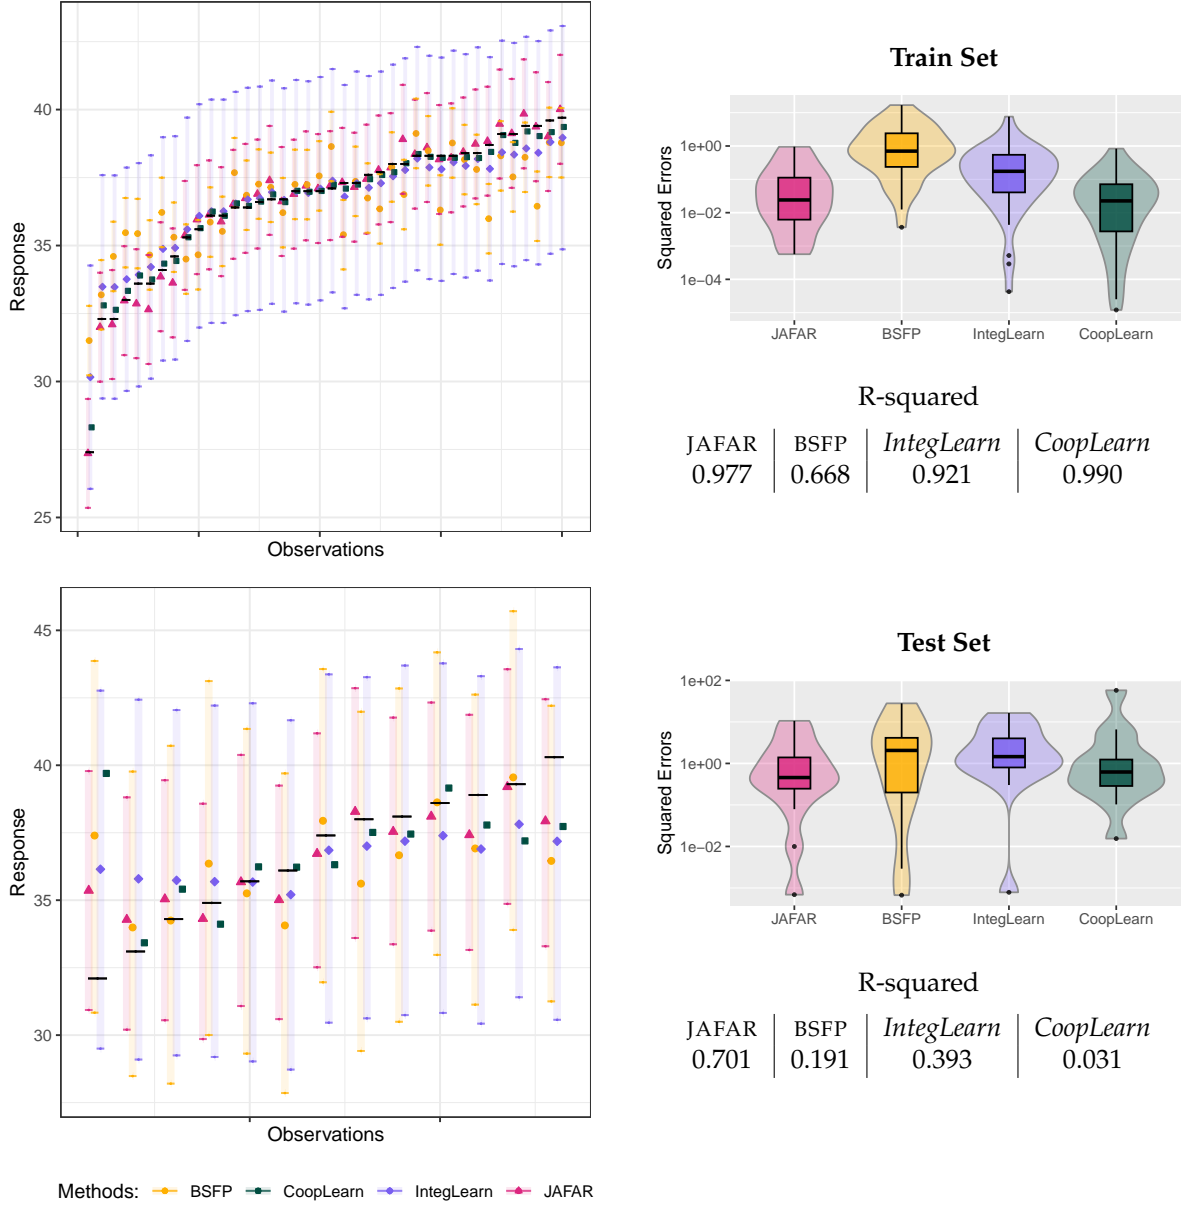 Response
40
35
30
25
Observations
Train Set
Squared Errors
1e+00
1e−02
1e−04
JAFAR BSFP IntegLearn CoopLearn
R-squared
JAFAR BSFP IntegLearn CoopLearn
0.977 0.668 0.921 0.990
Response
45
40
35
30
Observations
Test Set
Squared Errors
1e+02
1e+00
1e−02
JAFAR BSFP IntegLearn CoopLearn
R-squared
JAFAR BSFP IntegLearn CoopLearn
0.701 0.191 0.393 0.031
Methods: BSFP CoopLearn IntegLearn JAFAR